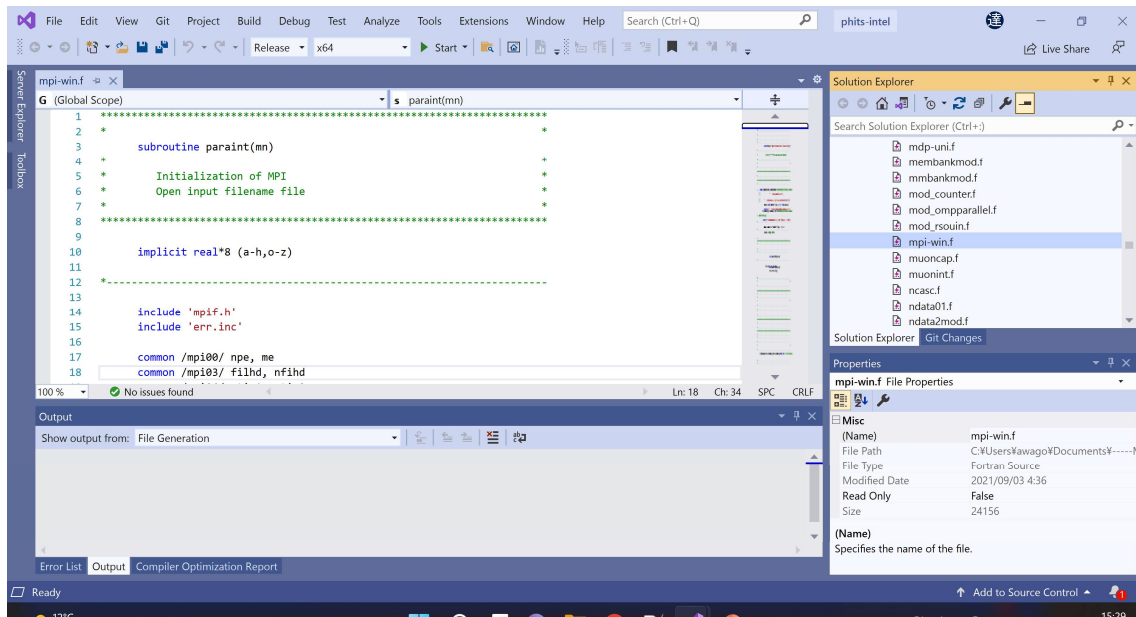 File Edit View Git Project Build Debug Test Analyze Tools Extensions Window Help Search (Ctrl+Q) phits-intel 達
Release x64 Start Live Share
Server Explorer
Toolbox
mpi-win.f
G (Global Scope) s paraint(mn)
1 ************************************************************************
2 * *
3 subroutine paraint(mn)
4 * *
5 * Initialization of MPI *
6 * Open input filename file *
7 * *
8 ************************************************************************
9
10 implicit real*8 (a-h,o-z)
11
12 *-----------------------------------------------------------------------
13
14 include 'mpif.h'
15 include 'err.inc'
16
17 common /mpi00/ npe, me
18 common /mpi03/ filhd, nfihd
100 % No issues found Ln: 18 Ch: 34 SPC CRLF
Output
Show output from: File Generation
Error List Output Compiler Optimization Report
Solution Explorer
Search Solution Explorer (Ctrl+:)
mdp-uni.f
membankmod.f
mmbankmod.f
mod_counter.f
mod_ompparallel.f
mod_rsouin.f
mpi-win.f
muoncap.f
muonint.f
ncasc.f
ndata01.f
ndata2mod.f
Solution Explorer Git Changes
Properties
mpi-win.f File Properties
Misc
(Name) mpi-win.f
File Path C:¥Users¥awago¥Documents¥-----
File Type Fortran Source
Modified Date 2021/09/03 4:36
Read Only False
Size 24156
(Name)
Specifies the name of the file.
Ready Add to Source Control 1
12°C 15:29